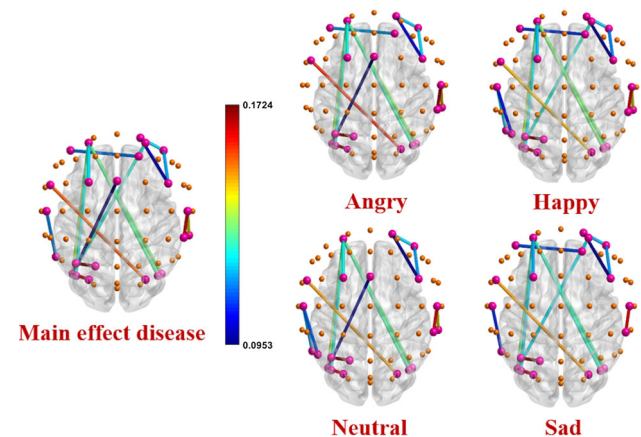 0.1724
0.0953
Main effect disease
Angry
Happy
Neutral
Sad